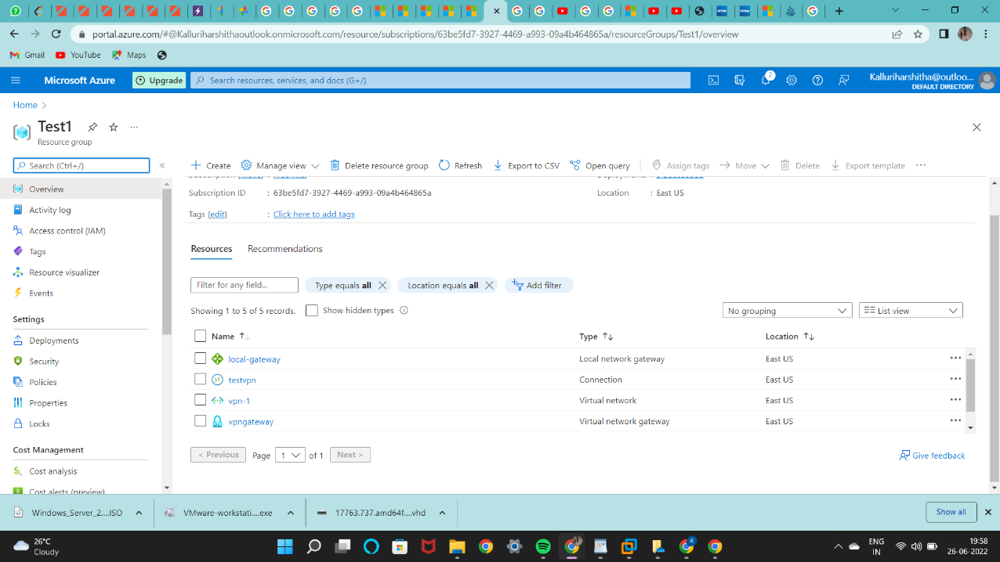 portal.azure.com/#@Kalluriharshithaoutlook.onmicrosoft.com/resource/subscriptions/63be5fd7-3927-4469-a993-09a4b464865a/resourceGroups/Test1/overview
Gmail YouTube Maps
Microsoft Azure Upgrade Search resources, services, and docs (G+/) 2 Kalluriharshitha@outloo...
DEFAULT DIRECTORY
Home >
Test1 ...
Resource group
Search (Ctrl+/) «
Create Manage view Delete resource group Refresh Export to CSV Open query Assign tags Move Delete Export template ...
Overview
Activity log
Access control (IAM)
Tags
Resource visualizer
Events
Settings
Deployments
Security
Policies
Properties
Locks
Cost Management
Cost analysis
Cost alerts (preview)
Subscription ID : 63be5fd7-3927-4469-a993-09a4b464865a Location : East US
Tags (edit) : Click here to add tags
Resources Recommendations
Filter for any field... Type equals all Location equals all Add filter
Showing 1 to 5 of 5 records. Show hidden types No grouping List view
Name Type Location
local-gateway Local network gateway East US
testvpn Connection East US
vpn-1 Virtual network East US
vpngateway Virtual network gateway East US
< Previous Page 1 of 1 Next > Give feedback
Windows_Server_2....ISO VMware-workstati....exe 17763.737.amd64f....vhd Show all
26°C
Cloudy
ENG
IN
19:58
26-06-2022